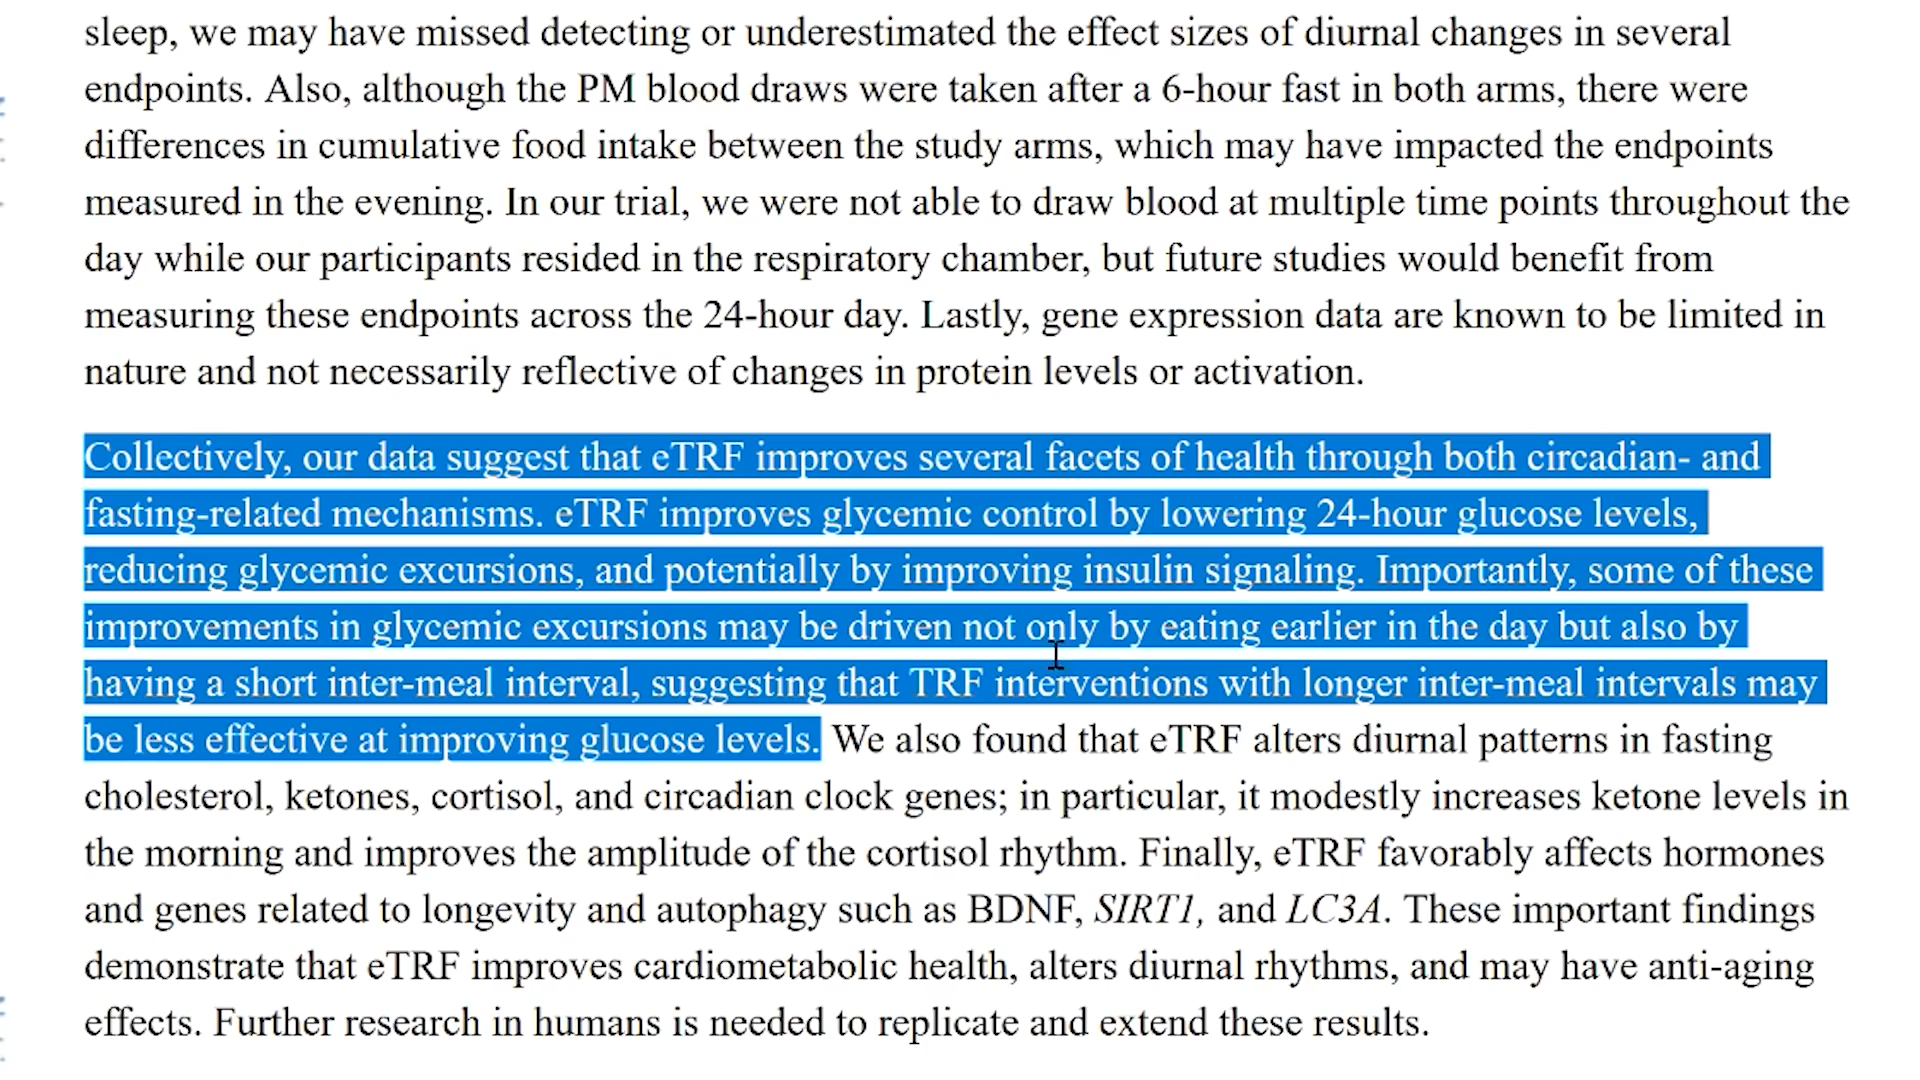 sleep, we may have missed detecting or underestimated the effect sizes of diurnal changes in several
endpoints. Also, although the PM blood draws were taken after a 6-hour fast in both arms, there were
differences in cumulative food intake between the study arms, which may have impacted the endpoints
measured in the evening. In our trial, we were not able to draw blood at multiple time points throughout the
day while our participants resided in the respiratory chamber, but future studies would benefit from
measuring these endpoints across the 24-hour day. Lastly, gene expression data are known to be limited in
nature and not necessarily reflective of changes in protein levels or activation.
Collectively, our data suggest that eTRF improves several facets of health through both circadian- and
fasting-related mechanisms. eTRF improves glycemic control by lowering 24-hour glucose levels,
reducing glycemic excursions, and potentially by improving insulin signaling. Importantly, some of these
improvements in glycemic excursions may be driven not only by eating earlier in the day but also by
having a short inter-meal interval, suggesting that TRF interventions with longer inter-meal intervals may
be less effective at improving glucose levels. We also found that eTRF alters diurnal patterns in fasting
cholesterol, ketones, cortisol, and circadian clock genes; in particular, it modestly increases ketone levels in
the morning and improves the amplitude of the cortisol rhythm. Finally, eTRF favorably affects hormones
and genes related to longevity and autophagy such as BDNF, SIRT1, and LC3A. These important findings
demonstrate that eTRF improves cardiometabolic health, alters diurnal rhythms, and may have anti-aging
effects. Further research in humans is needed to replicate and extend these results.